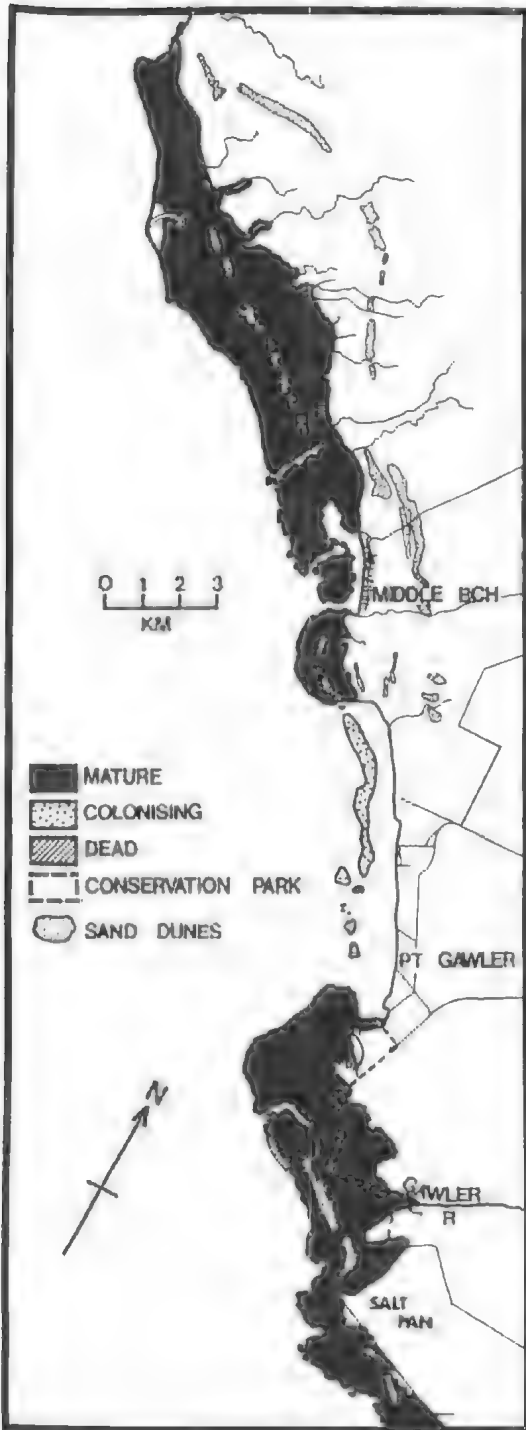 MIDDLE BCH
0 1 2 3
KM
MATURE
COLONISING
DEAD
CONSERVATION PARK
SAND DUNES
PT GAWLER
N
GAWLER
R
SALT
PAN